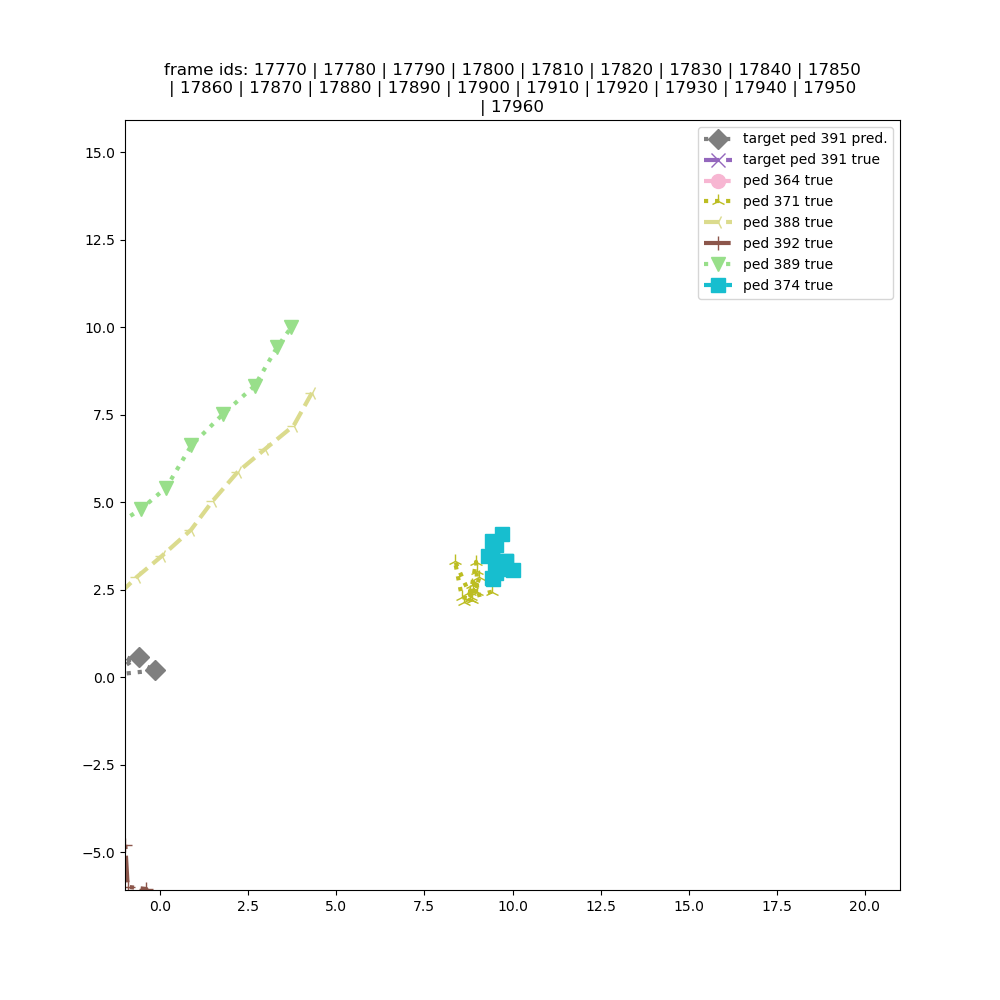 frame ids: 17770 | 17780 | 17790 | 17800 | 17810 | 17820 | 17830 | 17840 | 17850
| 17860 | 17870 | 17880 | 17890 | 17900 | 17910 | 17920 | 17930 | 17940 | 17950
| 17960
target ped 391 pred.
target ped 391 true
ped 364 true
ped 371 true
ped 388 true
ped 392 true
ped 389 true
ped 374 true
15.0
12.5
10.0
7.5
5.0
2.5
0.0
−2.5
−5.0
0.0 2.5 5.0 7.5 10.0 12.5 15.0 17.5 20.0